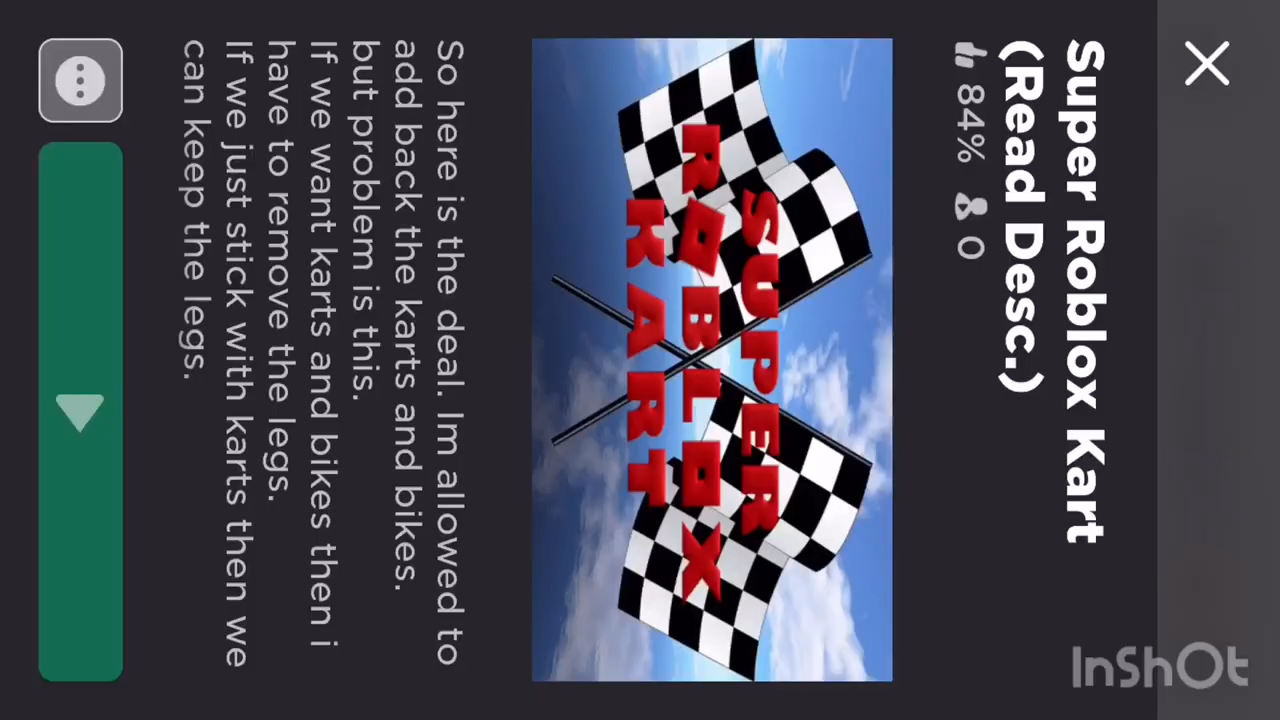 Super Roblox Kart
(Read Desc.)
84% 0
SUPER
ROBLOX
KART
So here is the deal. Im allowed to
add back the karts and bikes.
but problem is this.
If we want karts and bikes then i
have to remove the legs.
If we just stick with karts then we
can keep the legs.
InShOt